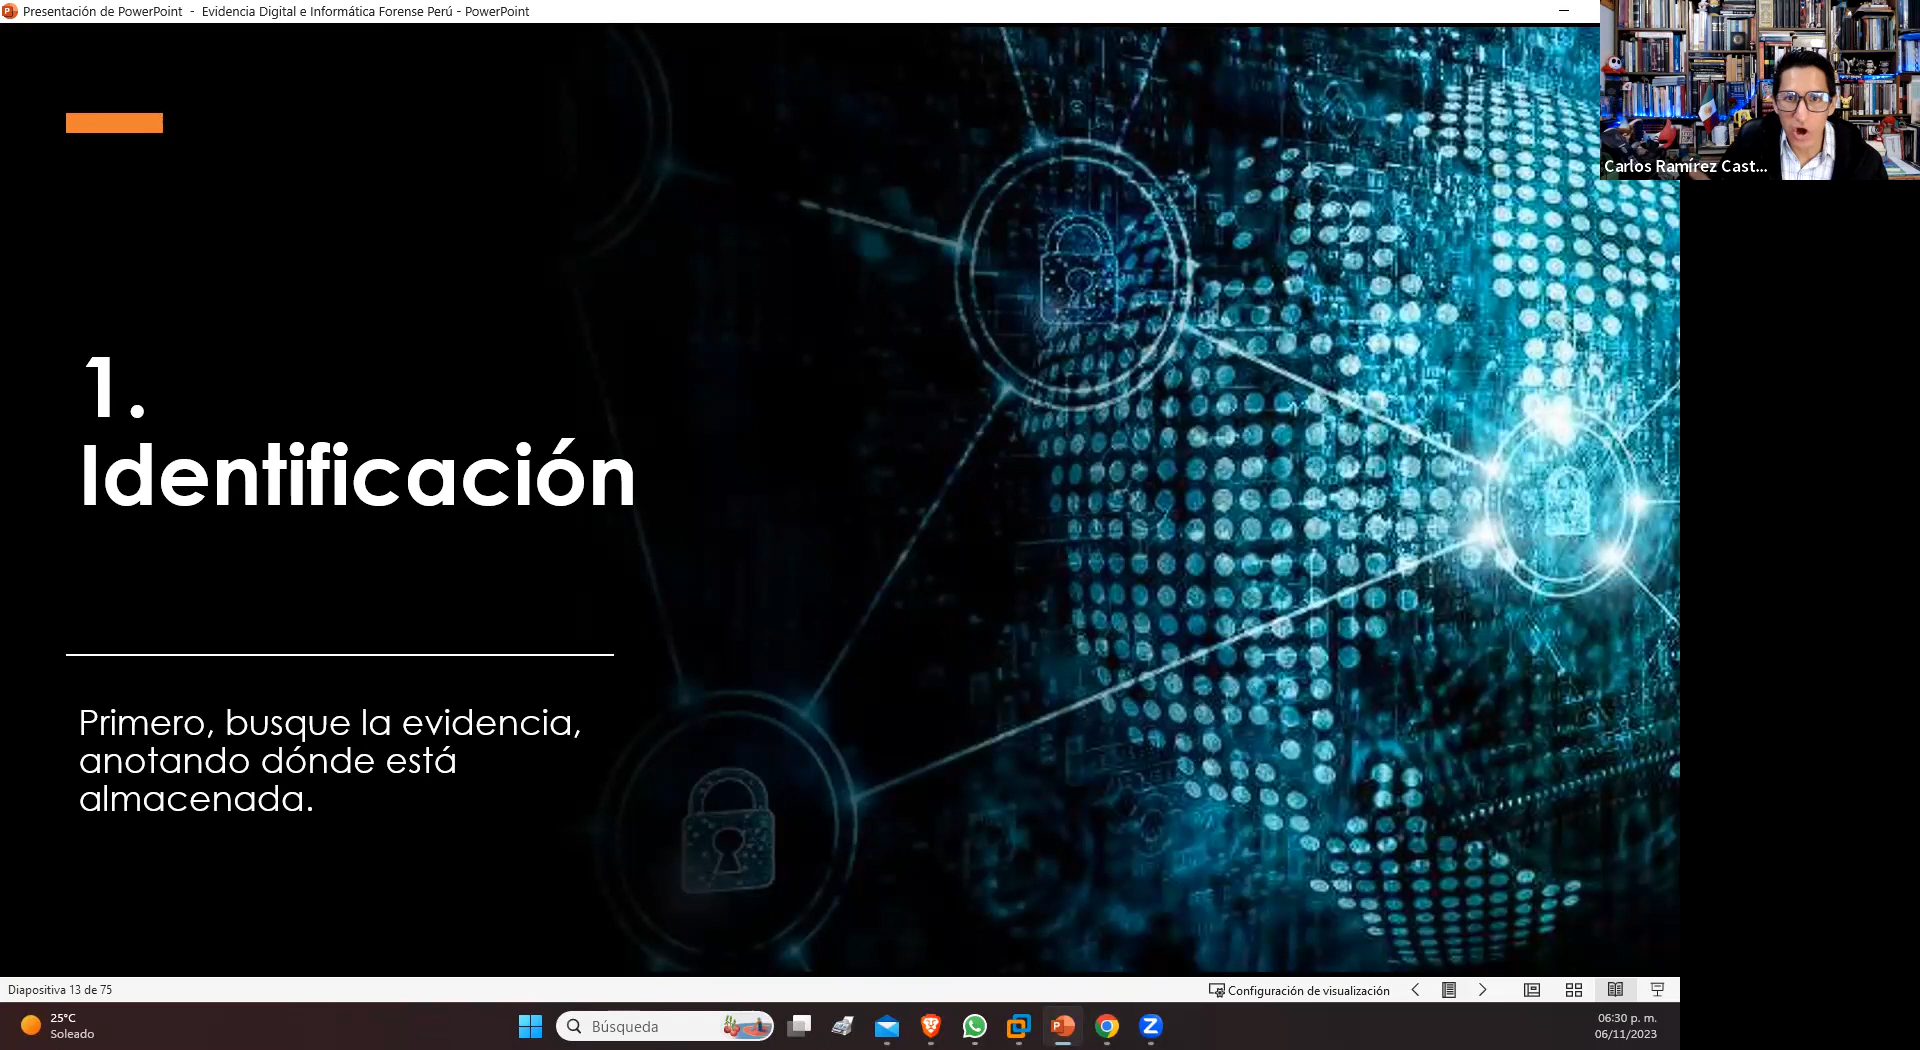 Presentación de PowerPoint - Evidencia Digital e Informática Forense Perú - PowerPoint
Carlos Ramírez Cast...
1.
Identificación
Primero, busque la evidencia,
anotando dónde está
almacenada.
Diapositiva 13 de 75
Configuración de visualización
25°C
Soleado
Búsqueda
06:30 p. m.
06/11/2023